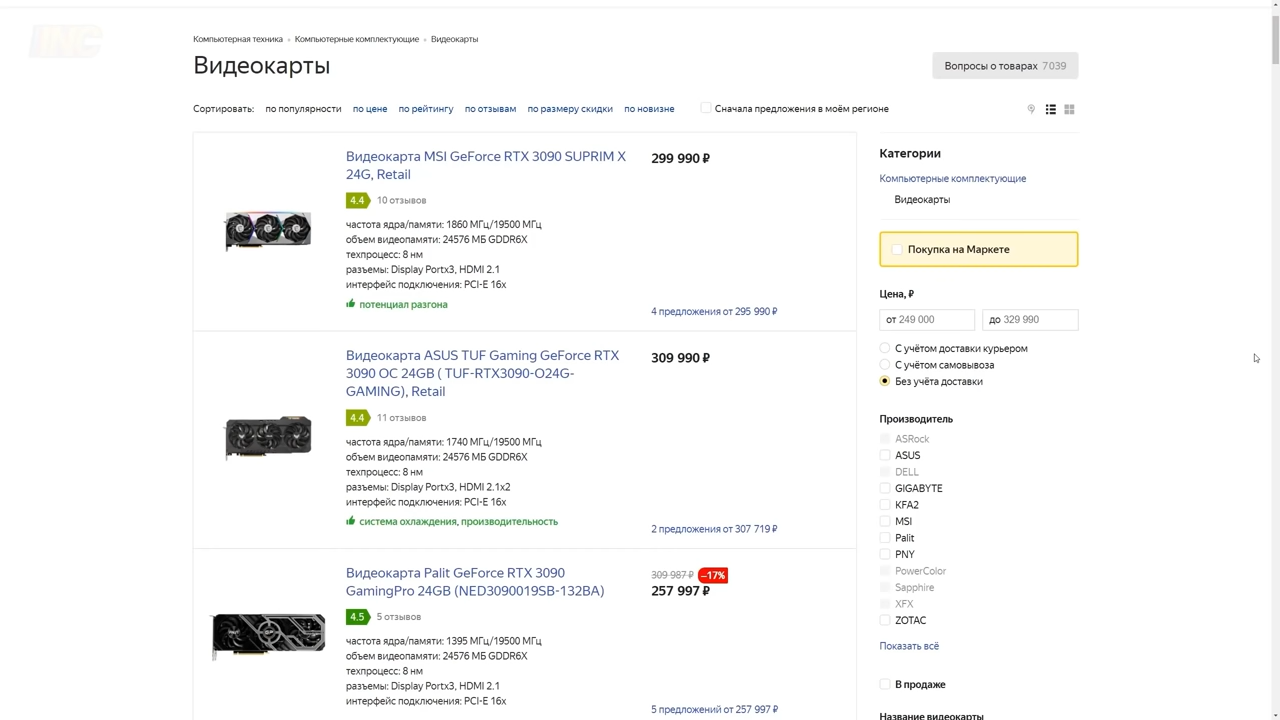 INC
Компьютерная техника • Компьютерные комплектующие • Видеокарты
Видеокарты
Вопросы о товарах 7 039
Сортировать: по популярности по цене по рейтингу по отзывам по размеру скидки по новизне Сначала предложения в моём регионе
Видеокарта MSI GeForce RTX 3090 SUPRIM X
24G, Retail
299 990 ₽
4.4 10 отзывов
частота ядра/памяти: 1860 МГц/19500 МГц
объем видеопамяти: 24576 МБ GDDR6X
техпроцесс: 8 нм
разъемы: Display Portx3, HDMI 2.1
интерфейс подключения: PCI-E 16x
потенциал разгона
4 предложения от 295 990 ₽
Видеокарта ASUS TUF Gaming GeForce RTX
3090 OC 24GB ( TUF-RTX3090-O24G-
GAMING), Retail
309 990 ₽
4.4 11 отзывов
частота ядра/памяти: 1740 МГц/19500 МГц
объем видеопамяти: 24576 МБ GDDR6X
техпроцесс: 8 нм
разъемы: Display Portx3, HDMI 2.1x2
интерфейс подключения: PCI-E 16x
система охлаждения, производительность
2 предложения от 307 719 ₽
Видеокарта Palit GeForce RTX 3090
GamingPro 24GB (NED3090019SB-132BA)
309 987 ₽ –17%
257 997 ₽
4.5 5 отзывов
частота ядра/памяти: 1395 МГц/19500 МГц
объем видеопамяти: 24576 МБ GDDR6X
техпроцесс: 8 нм
разъемы: Display Portx3, HDMI 2.1
интерфейс подключения: PCI-E 16x
5 предложений от 257 997 ₽
Категории
Компьютерные комплектующие
Видеокарты
Покупка на Маркете
Цена, ₽
от 249 000 до 329 990
С учётом доставки курьером
С учётом самовывоза
Без учёта доставки
Производитель
ASRock
ASUS
DELL
GIGABYTE
KFA2
MSI
Palit
PNY
PowerColor
Sapphire
XFX
ZOTAC
Показать всё
В продаже
Название видеокарты